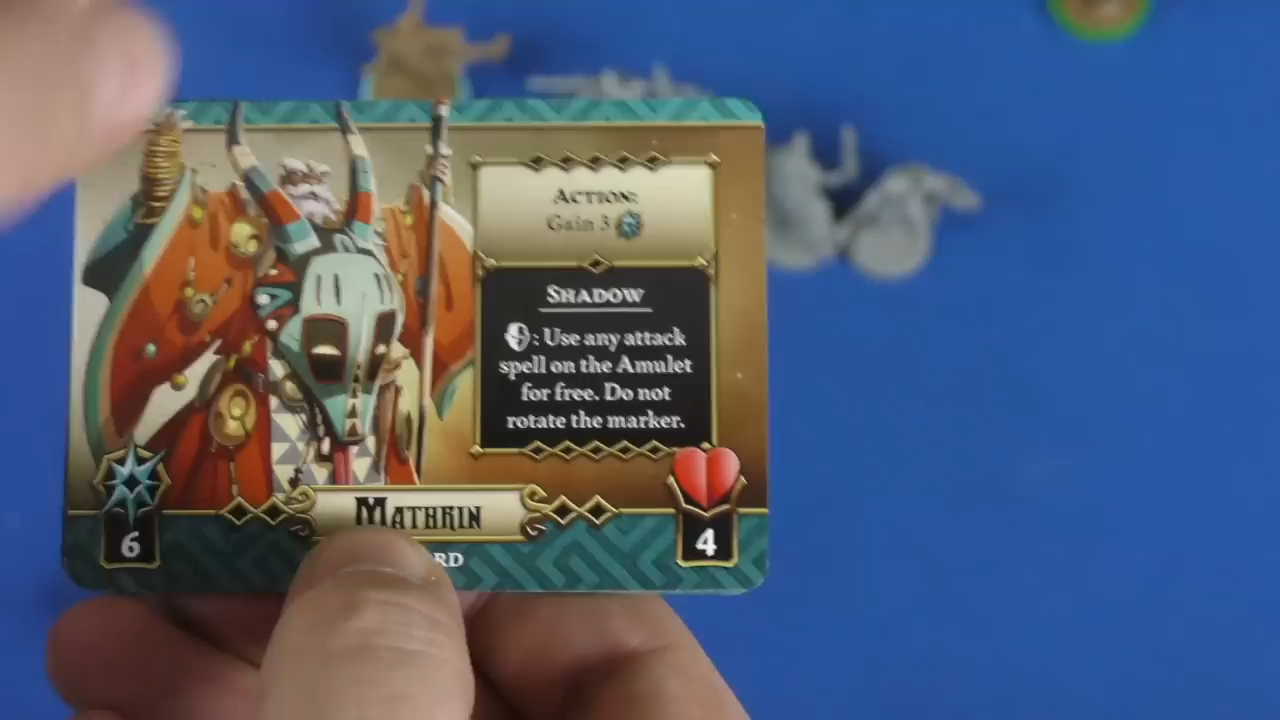 ACTION:
Gain 3
SHADOW
: Use any attack
spell on the Amulet
for free. Do not
rotate the marker.
MATHRIN
6
4
RD